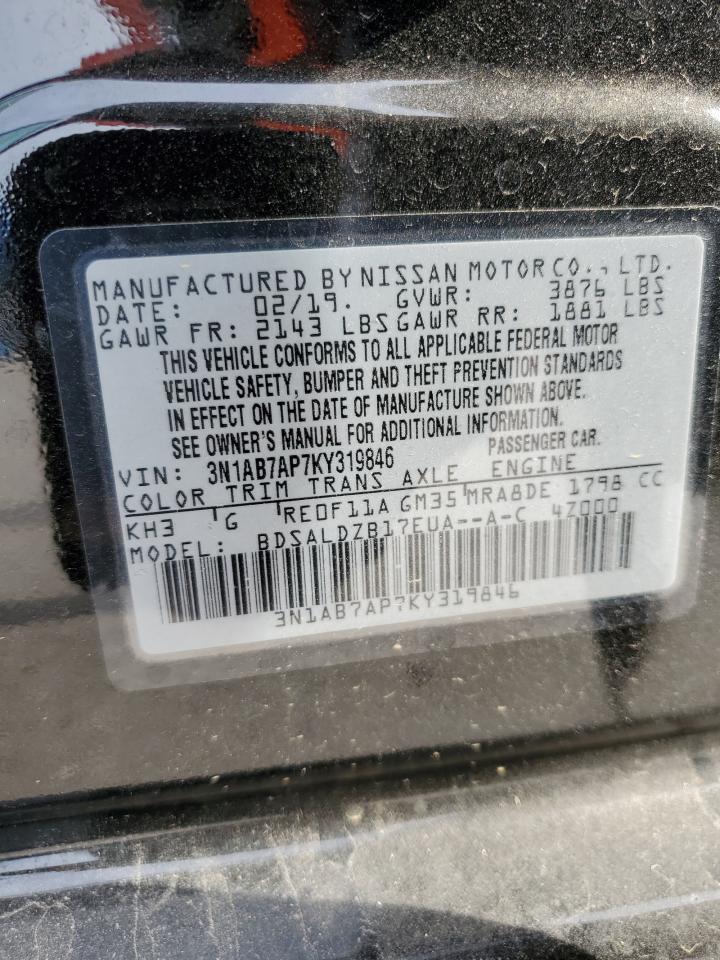 MANUFACTURED BY NISSAN MOTOR CO., LTD.
DATE: 02/19. GVWR: 3876 LBS
GAWR FR: 2143 LBS GAWR RR: 1881 LBS
THIS VEHICLE CONFORMS TO ALL APPLICABLE FEDERAL MOTOR
VEHICLE SAFETY, BUMPER AND THEFT PREVENTION STANDARDS
IN EFFECT ON THE DATE OF MANUFACTURE SHOWN ABOVE.
SEE OWNER'S MANUAL FOR ADDITIONAL INFORMATION.
VIN: 3N1AB7AP7KY319846 PASSENGER CAR.
COLOR TRIM TRANS AXLE ENGINE
KH3 G RE0F11A GM35 MRA8DE 1798 CC
MODEL: BDSALDZB17EUA--A-C 4Z000
3N1AB7AP7KY319846